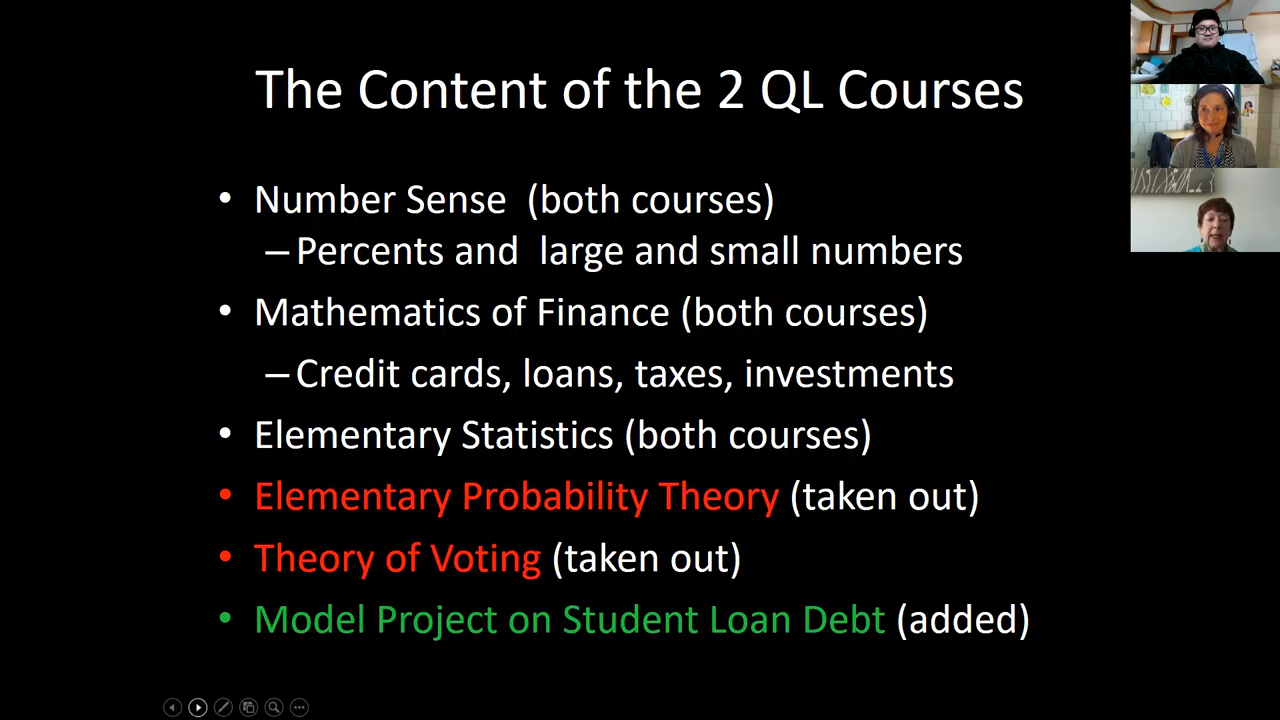 The Content of the 2 QL Courses
• Number Sense (both courses)
– Percents and large and small numbers
• Mathematics of Finance (both courses)
– Credit cards, loans, taxes, investments
• Elementary Statistics (both courses)
• Elementary Probability Theory (taken out)
• Theory of Voting (taken out)
• Model Project on Student Loan Debt (added)